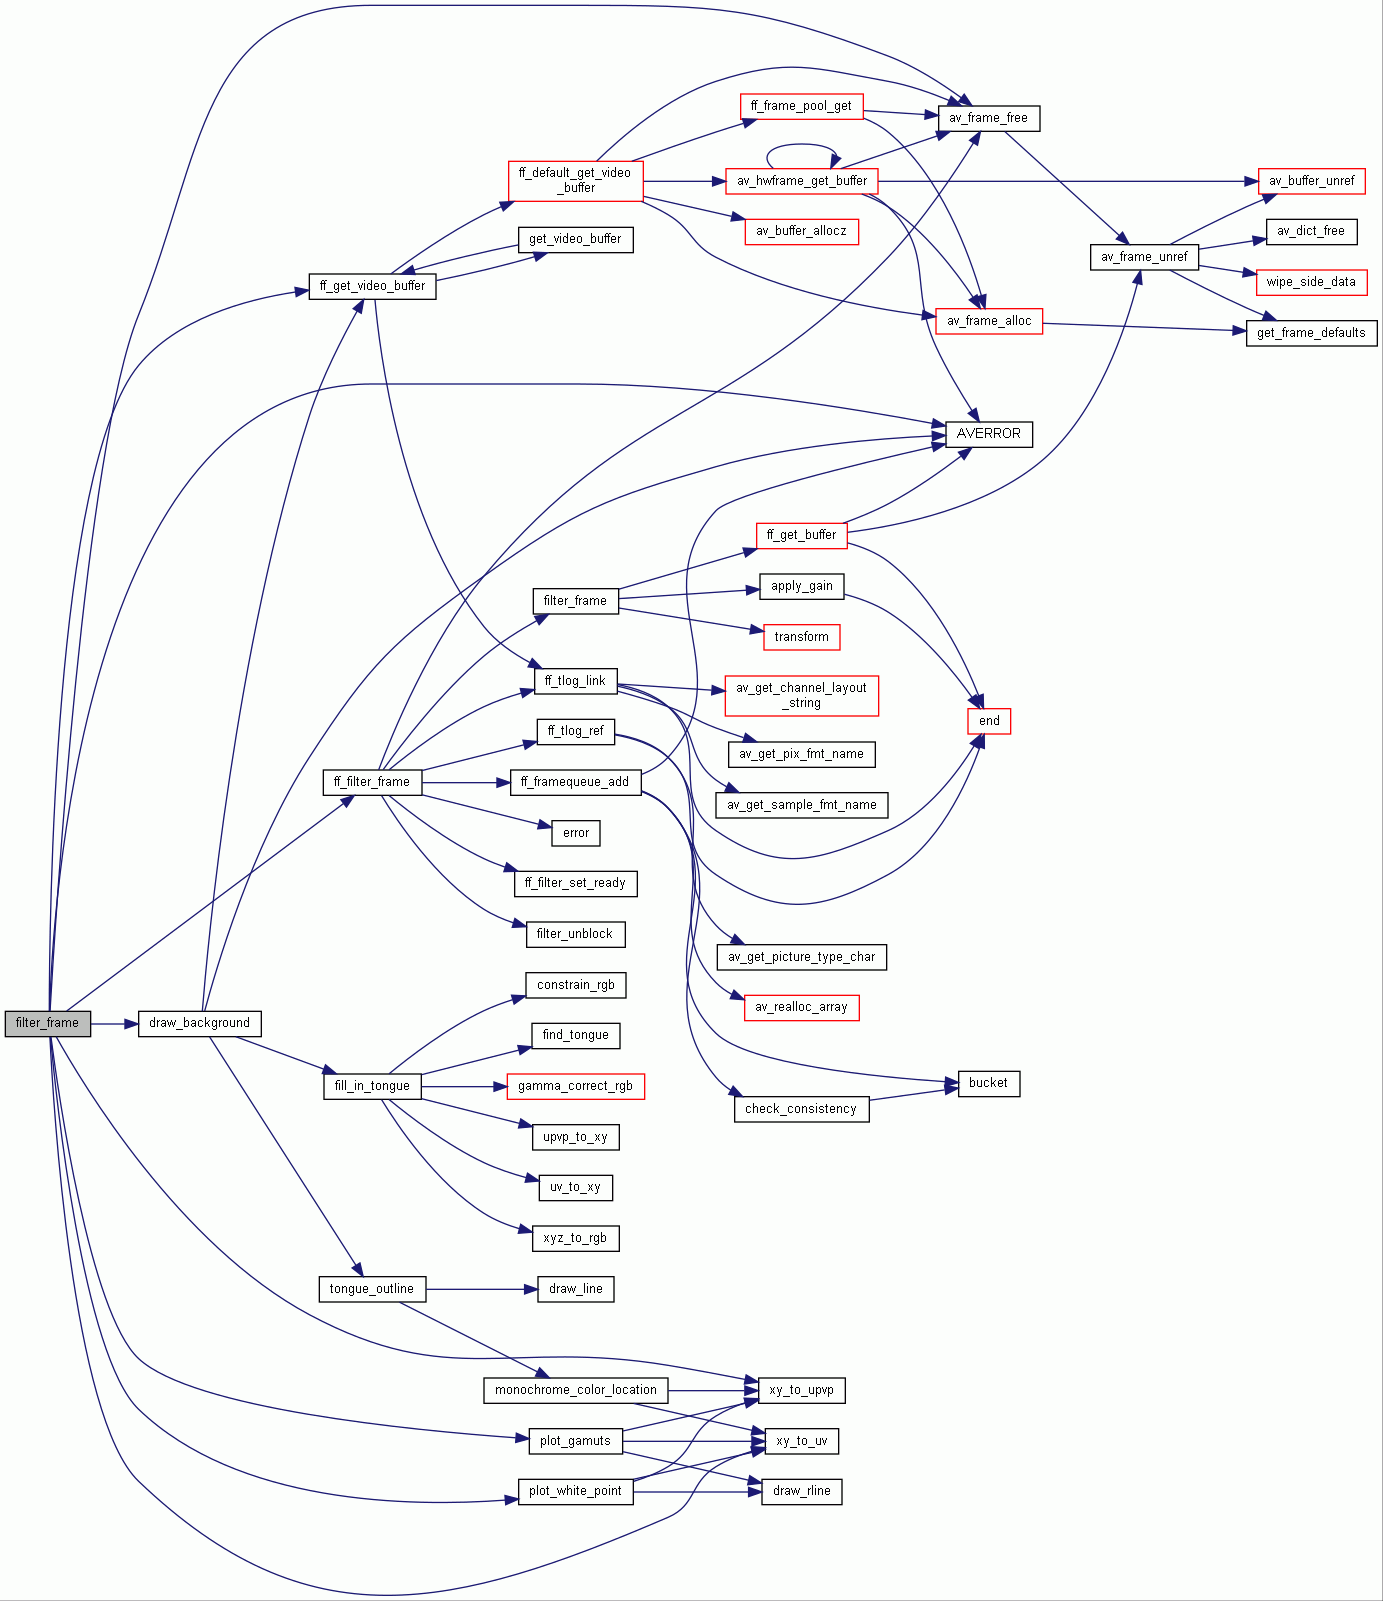 ff_frame_pool_get
av_frame_free
ff_default_get_video
_buffer
av_hwframe_get_buffer
av_buffer_unref
av_buffer_allocz
av_dict_free
get_video_buffer
av_frame_unref
ff_get_video_buffer
wipe_side_data
av_frame_alloc
get_frame_defaults
AVERROR
ff_get_buffer
apply_gain
filter_frame
transform
ff_tlog_link
av_get_channel_layout
_string
end
ff_tlog_ref
av_get_pix_fmt_name
ff_filter_frame
ff_framequeue_add
av_get_sample_fmt_name
error
ff_filter_set_ready
filter_unblock
av_get_picture_type_char
constrain_rgb
av_realloc_array
filter_frame
draw_background
find_tongue
fill_in_tongue
gamma_correct_rgb
bucket
check_consistency
upvp_to_xy
uv_to_xy
xyz_to_rgb
tongue_outline
draw_line
monochrome_color_location
xy_to_upvp
plot_gamuts
xy_to_uv
plot_white_point
draw_rline